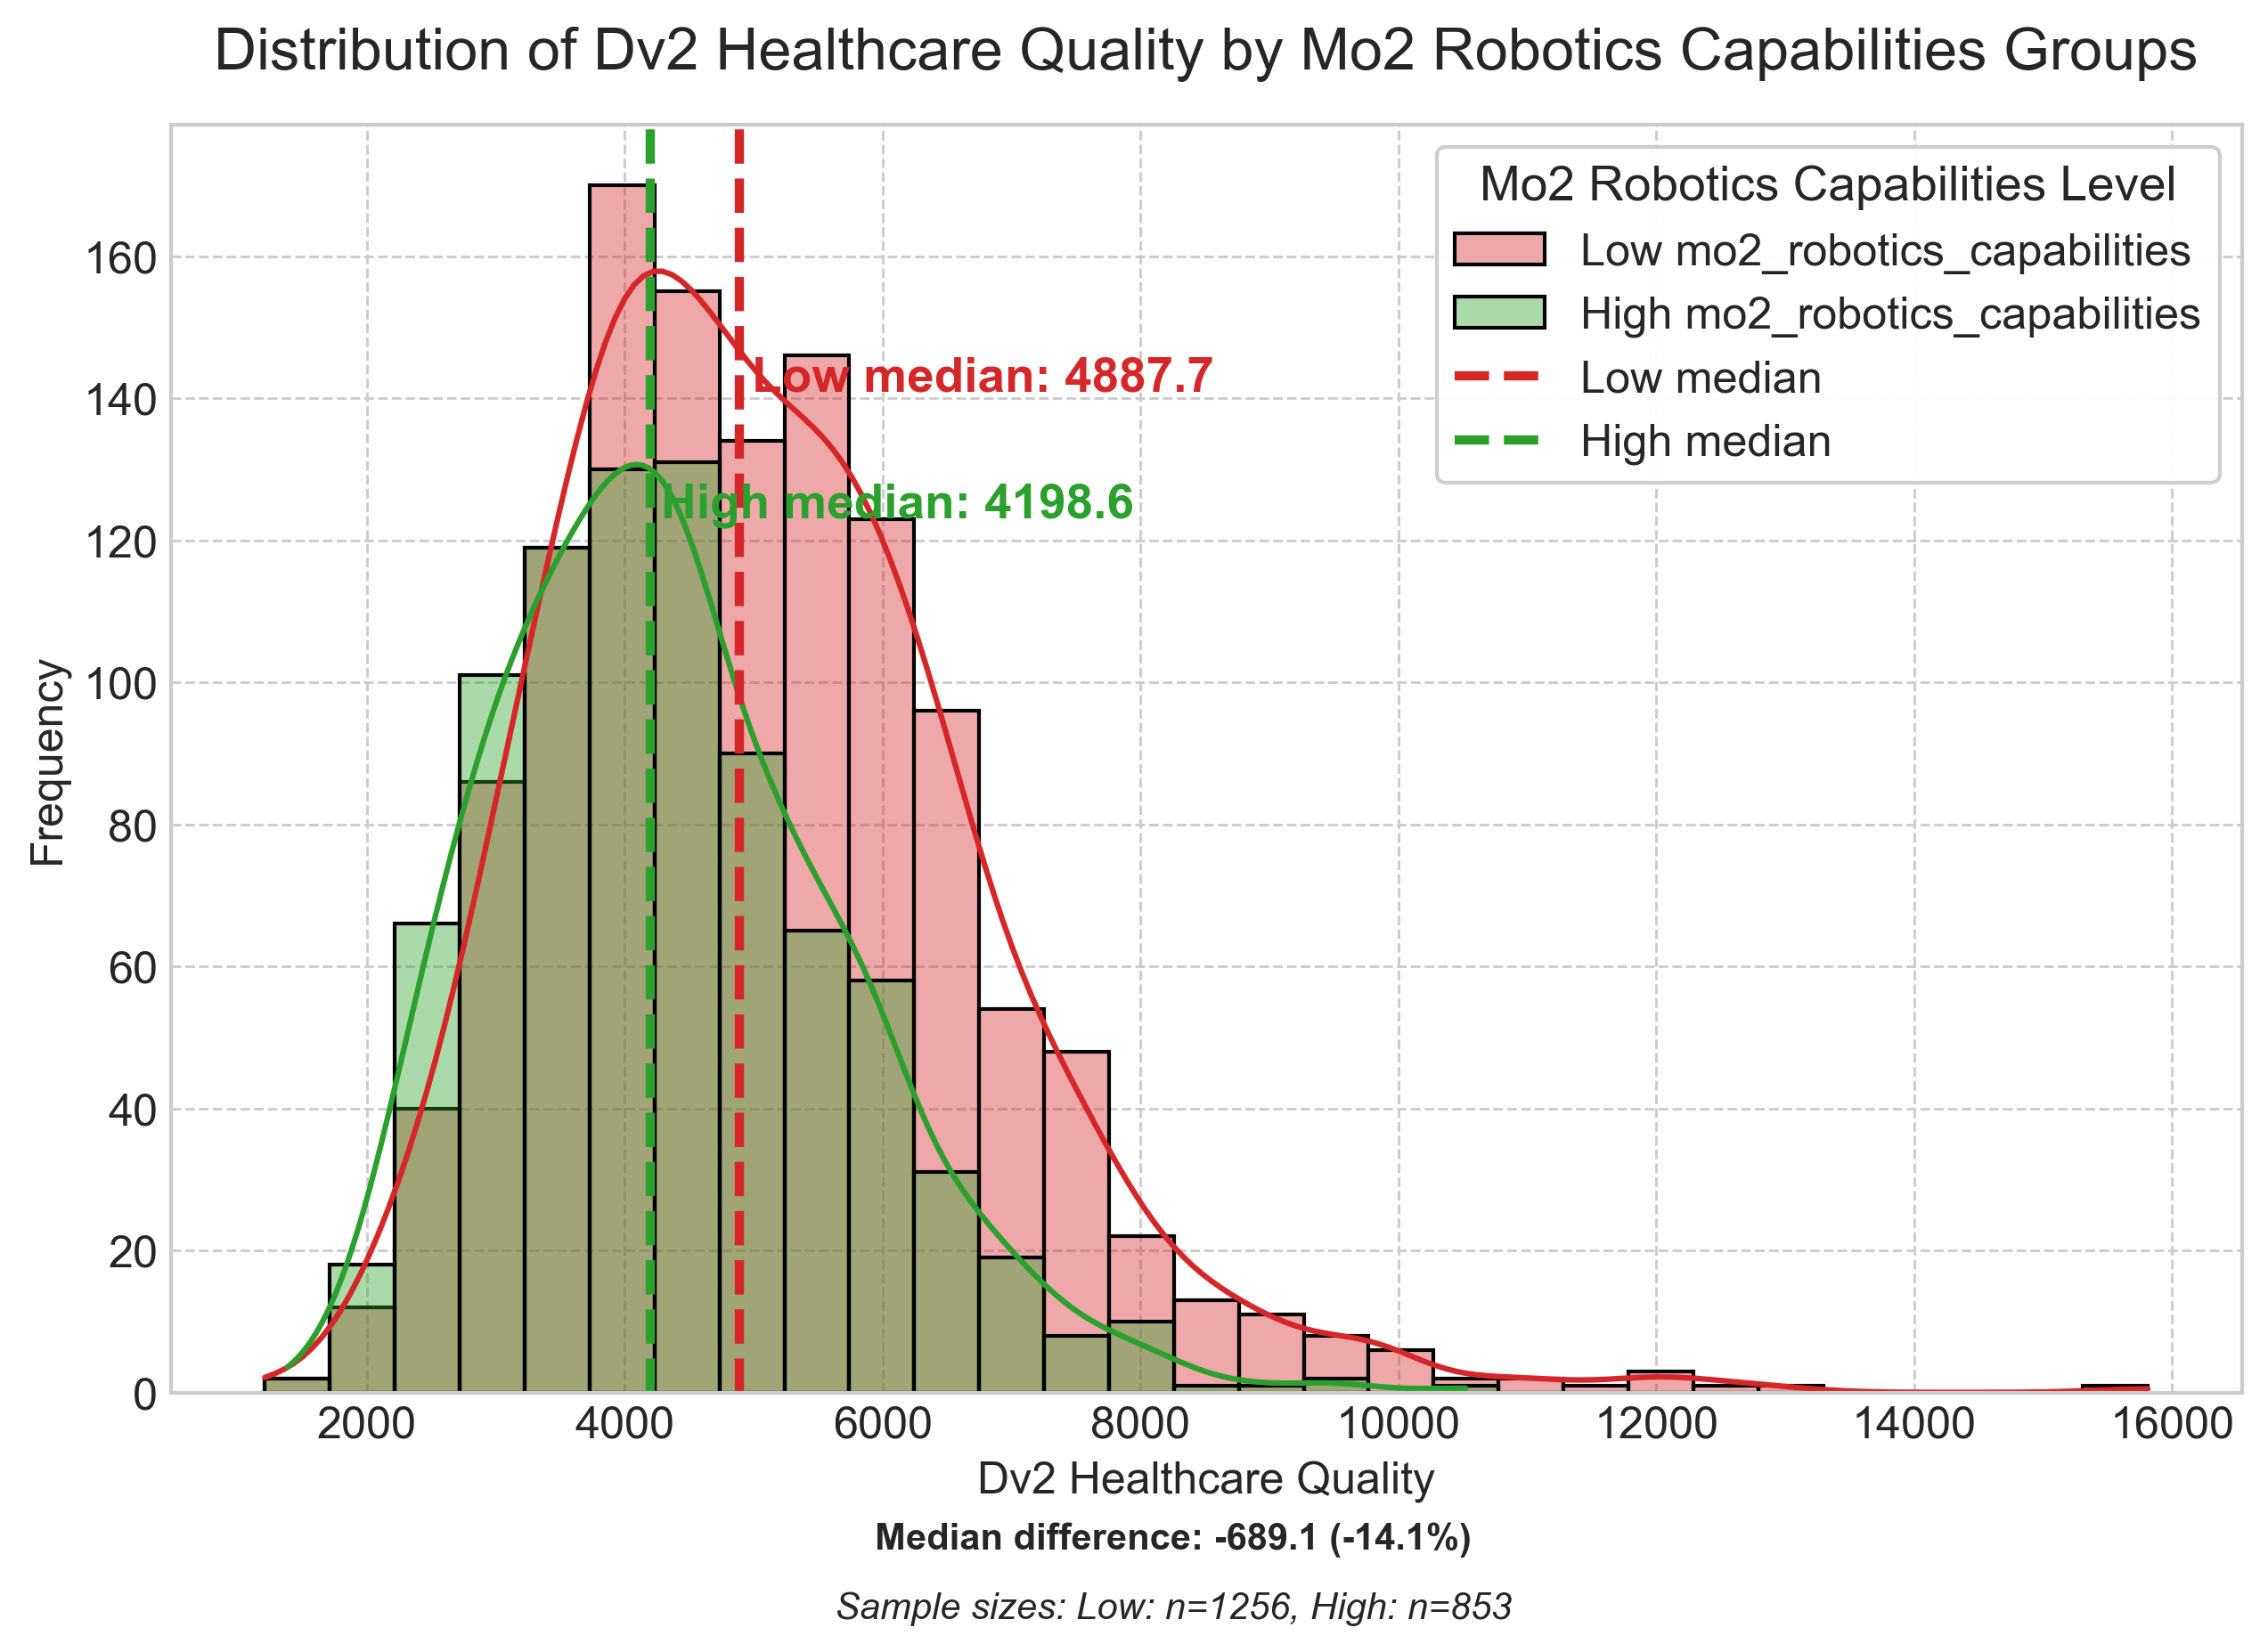 Distribution of Dv2 Healthcare Quality by Mo2 Robotics Capabilities Groups
Mo2 Robotics Capabilities Level
Low mo2_robotics_capabilities
High mo2_robotics_capabilities
Low median
High median
Low median: 4887.7
High median: 4198.6
Frequency
160
140
120
100
80
60
40
20
0
2000 4000 6000 8000 10000 12000 14000 16000
Dv2 Healthcare Quality
Median difference: -689.1 (-14.1%)
Sample sizes: Low: n=1256, High: n=853